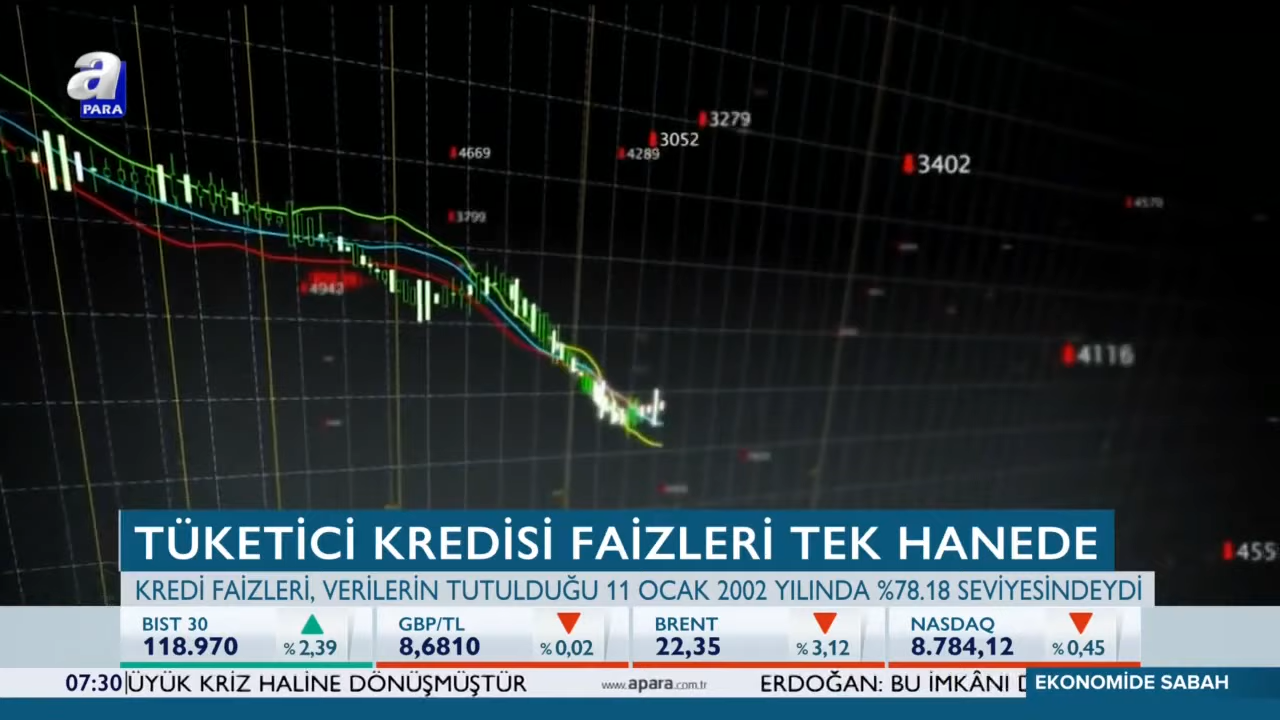 a
PARA
3279
3052
4289
4669
3402
4570
3799
4942
4116
455
TÜKETİCİ KREDİSİ FAİZLERİ TEK HANEDE
KREDİ FAİZLERİ, VERİLERİN TUTULDUĞU 11 OCAK 2002 YILINDA %78.18 SEVİYESİNDEYDİ
BIST 30 GBP/TL BRENT NASDAQ
118.970 %2,39 8,6810 %0,02 22,35 %3,12 8.784,12 %0,45
07:30 ÜYÜK KRİZ HALİNE DÖNÜŞMÜŞTÜR www.apara.com.tr ERDOĞAN: BU İMKÂNI EKONOMİDE SABAH